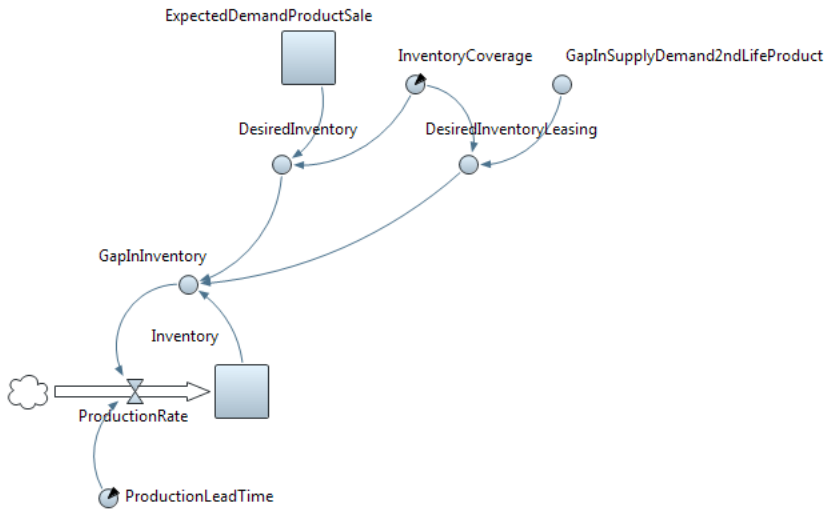 ExpectedDemandProductSale
InventoryCoverage
GapInSupplyDemand2ndLifeProduct
DesiredInventory
DesiredInventoryLeasing
GapInInventory
Inventory
ProductionRate
ProductionLeadTime